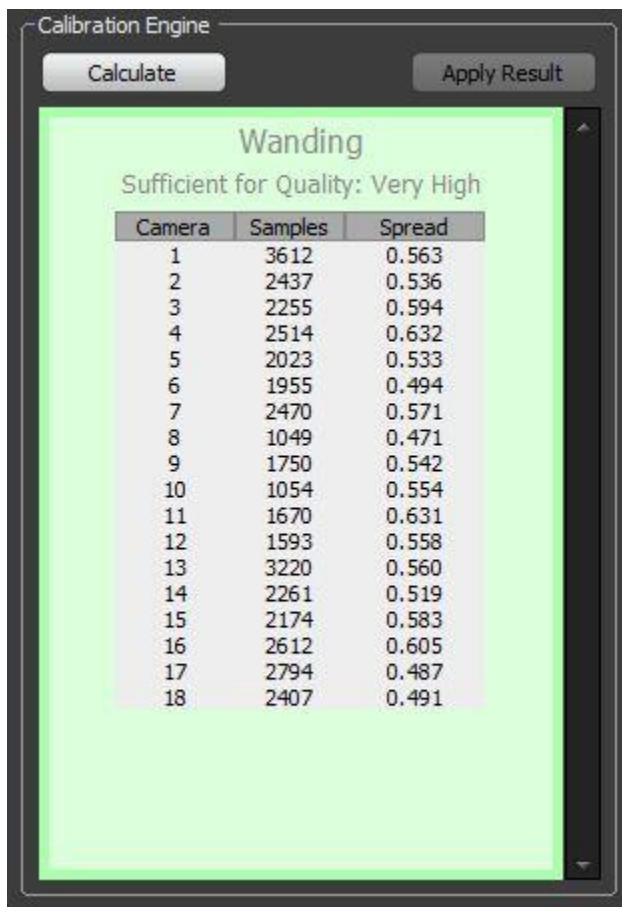 Calibration Engine
Calculate Apply Result
Wanding
Sufficient for Quality: Very High
Camera Samples Spread
1 3612 0.563
2 2437 0.536
3 2255 0.594
4 2514 0.632
5 2023 0.533
6 1955 0.494
7 2470 0.571
8 1049 0.471
9 1750 0.542
10 1054 0.554
11 1670 0.631
12 1593 0.558
13 3220 0.560
14 2261 0.519
15 2174 0.583
16 2612 0.605
17 2794 0.487
18 2407 0.491